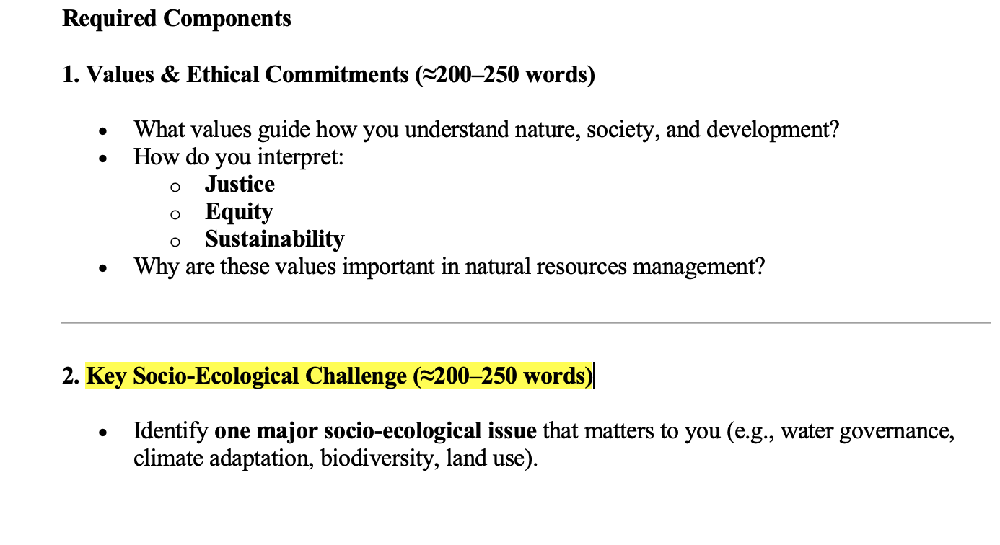 Required Components
1. Values & Ethical Commitments (≈200–250 words)
• What values guide how you understand nature, society, and development?
• How do you interpret:
o Justice
o Equity
o Sustainability
• Why are these values important in natural resources management?
2. Key Socio-Ecological Challenge (≈200–250 words)
• Identify one major socio-ecological issue that matters to you (e.g., water governance,
climate adaptation, biodiversity, land use).